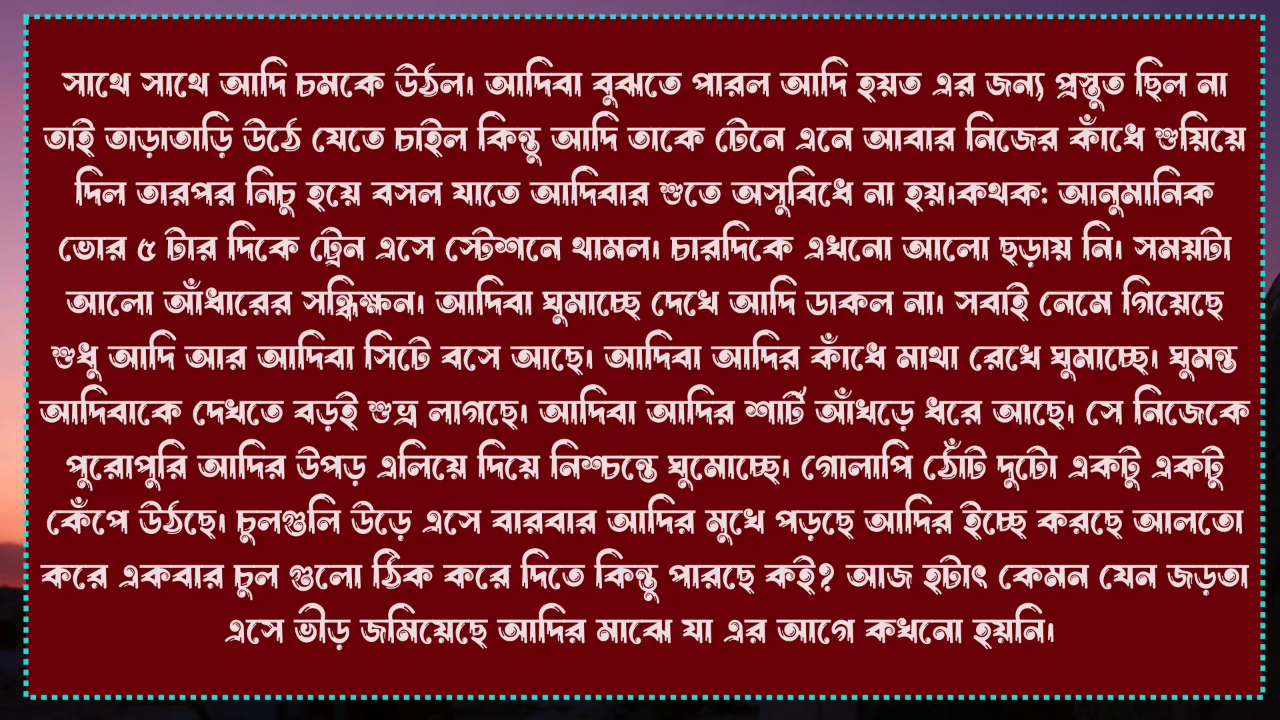 সাথে সাথে আদি চমকে উঠল। আদিবা বুঝতে পারল আদি হয়ত এর জন্য প্রস্তুত ছিল না
তাই তাড়াতাড়ি উঠে যেতে চাইল কিন্তু আদি তাকে টেনে এনে আবার নিজের কাঁধে শুয়িয়ে
দিল তারপর নিচু হয়ে বসল যাতে আদিবার শুতে অসুবিধে না হয়।কথক: আনুমানিক
ভোর ৫ টার দিকে ট্রেন এসে স্টেশনে থামল। চারদিকে এখনো আলো ছড়ায় নি। সময়টা
আলো আঁধারের সন্ধিক্ষন। আদিবা ঘুমাচ্ছে দেখে আদি ডাকল না। সবাই নেমে গিয়েছে
শুধু আদি আর আদিবা সিটে বসে আছে। আদিবা আদির কাঁধে মাথা রেখে ঘুমাচ্ছে। ঘুমন্ত
আদিবাকে দেখতে বড়ই শুভ্র লাগছে। আদিবা আদির শার্ট আঁখড়ে ধরে আছে। সে নিজেকে
পুরোপুরি আদির উপড় এলিয়ে দিয়ে নিশ্চন্তে ঘুমোচ্ছে। গোলাপি ঠোঁট দুটো একটু একটু
কেঁপে উঠছে। চুলগুলি উড়ে এসে বারবার আদির মুখে পড়ছে আদির ইচ্ছে করছে আলতো
করে একবার চুল গুলো ঠিক করে দিতে কিন্তু পারছে কই? আজ হটাৎ কেমন যেন জড়তা
এসে ভীড় জমিয়েছে আদির মাঝে যা এর আগে কখনো হয়নি।